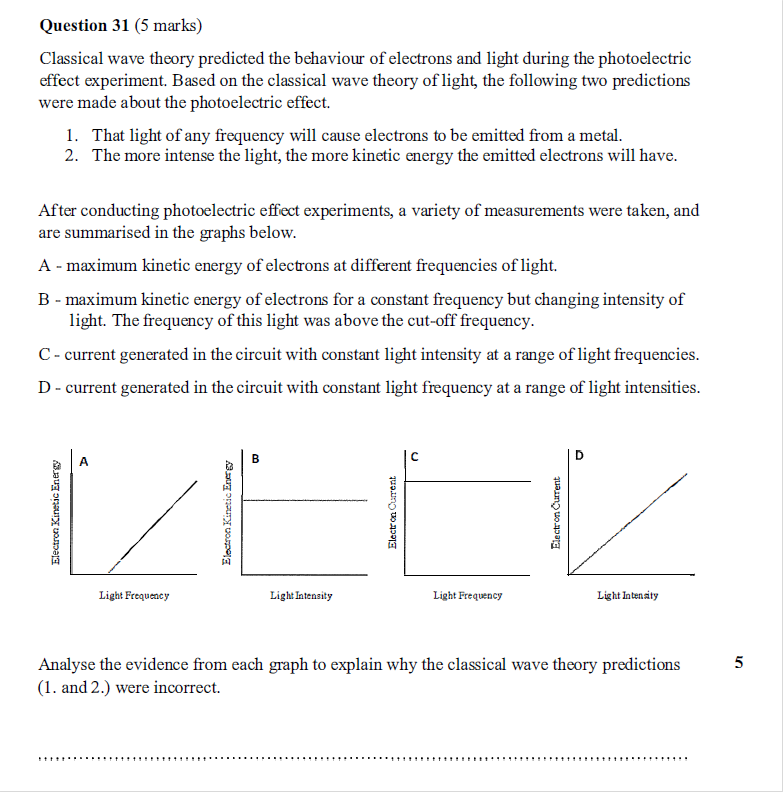 Question 31 (5 marks)
Classical wave theory predicted the behaviour of electrons and light during the photoelectric
effect experiment. Based on the classical wave theory of light, the following two predictions
were made about the photoelectric effect.
1. That light of any frequency will cause electrons to be emitted from a metal.
2. The more intense the light, the more kinetic energy the emitted electrons will have.
After conducting photoelectric effect experiments, a variety of measurements were taken, and
are summarised in the graphs below.
A - maximum kinetic energy of electrons at different frequencies of light.
B - maximum kinetic energy of electrons for a constant frequency but changing intensity of
light. The frequency of this light was above the cut-off frequency.
C - current generated in the circuit with constant light intensity at a range of light frequencies.
D - current generated in the circuit with constant light frequency at a range of light intensities.
A
Electron Kinetic Energy
Light Frequency
B
Electron Kinetic Energy
Light Intensity
C
Electron Current
Light Frequency
D
Electron Current
Light Intensity
Analyse the evidence from each graph to explain why the classical wave theory predictions 5
(1. and 2.) were incorrect.